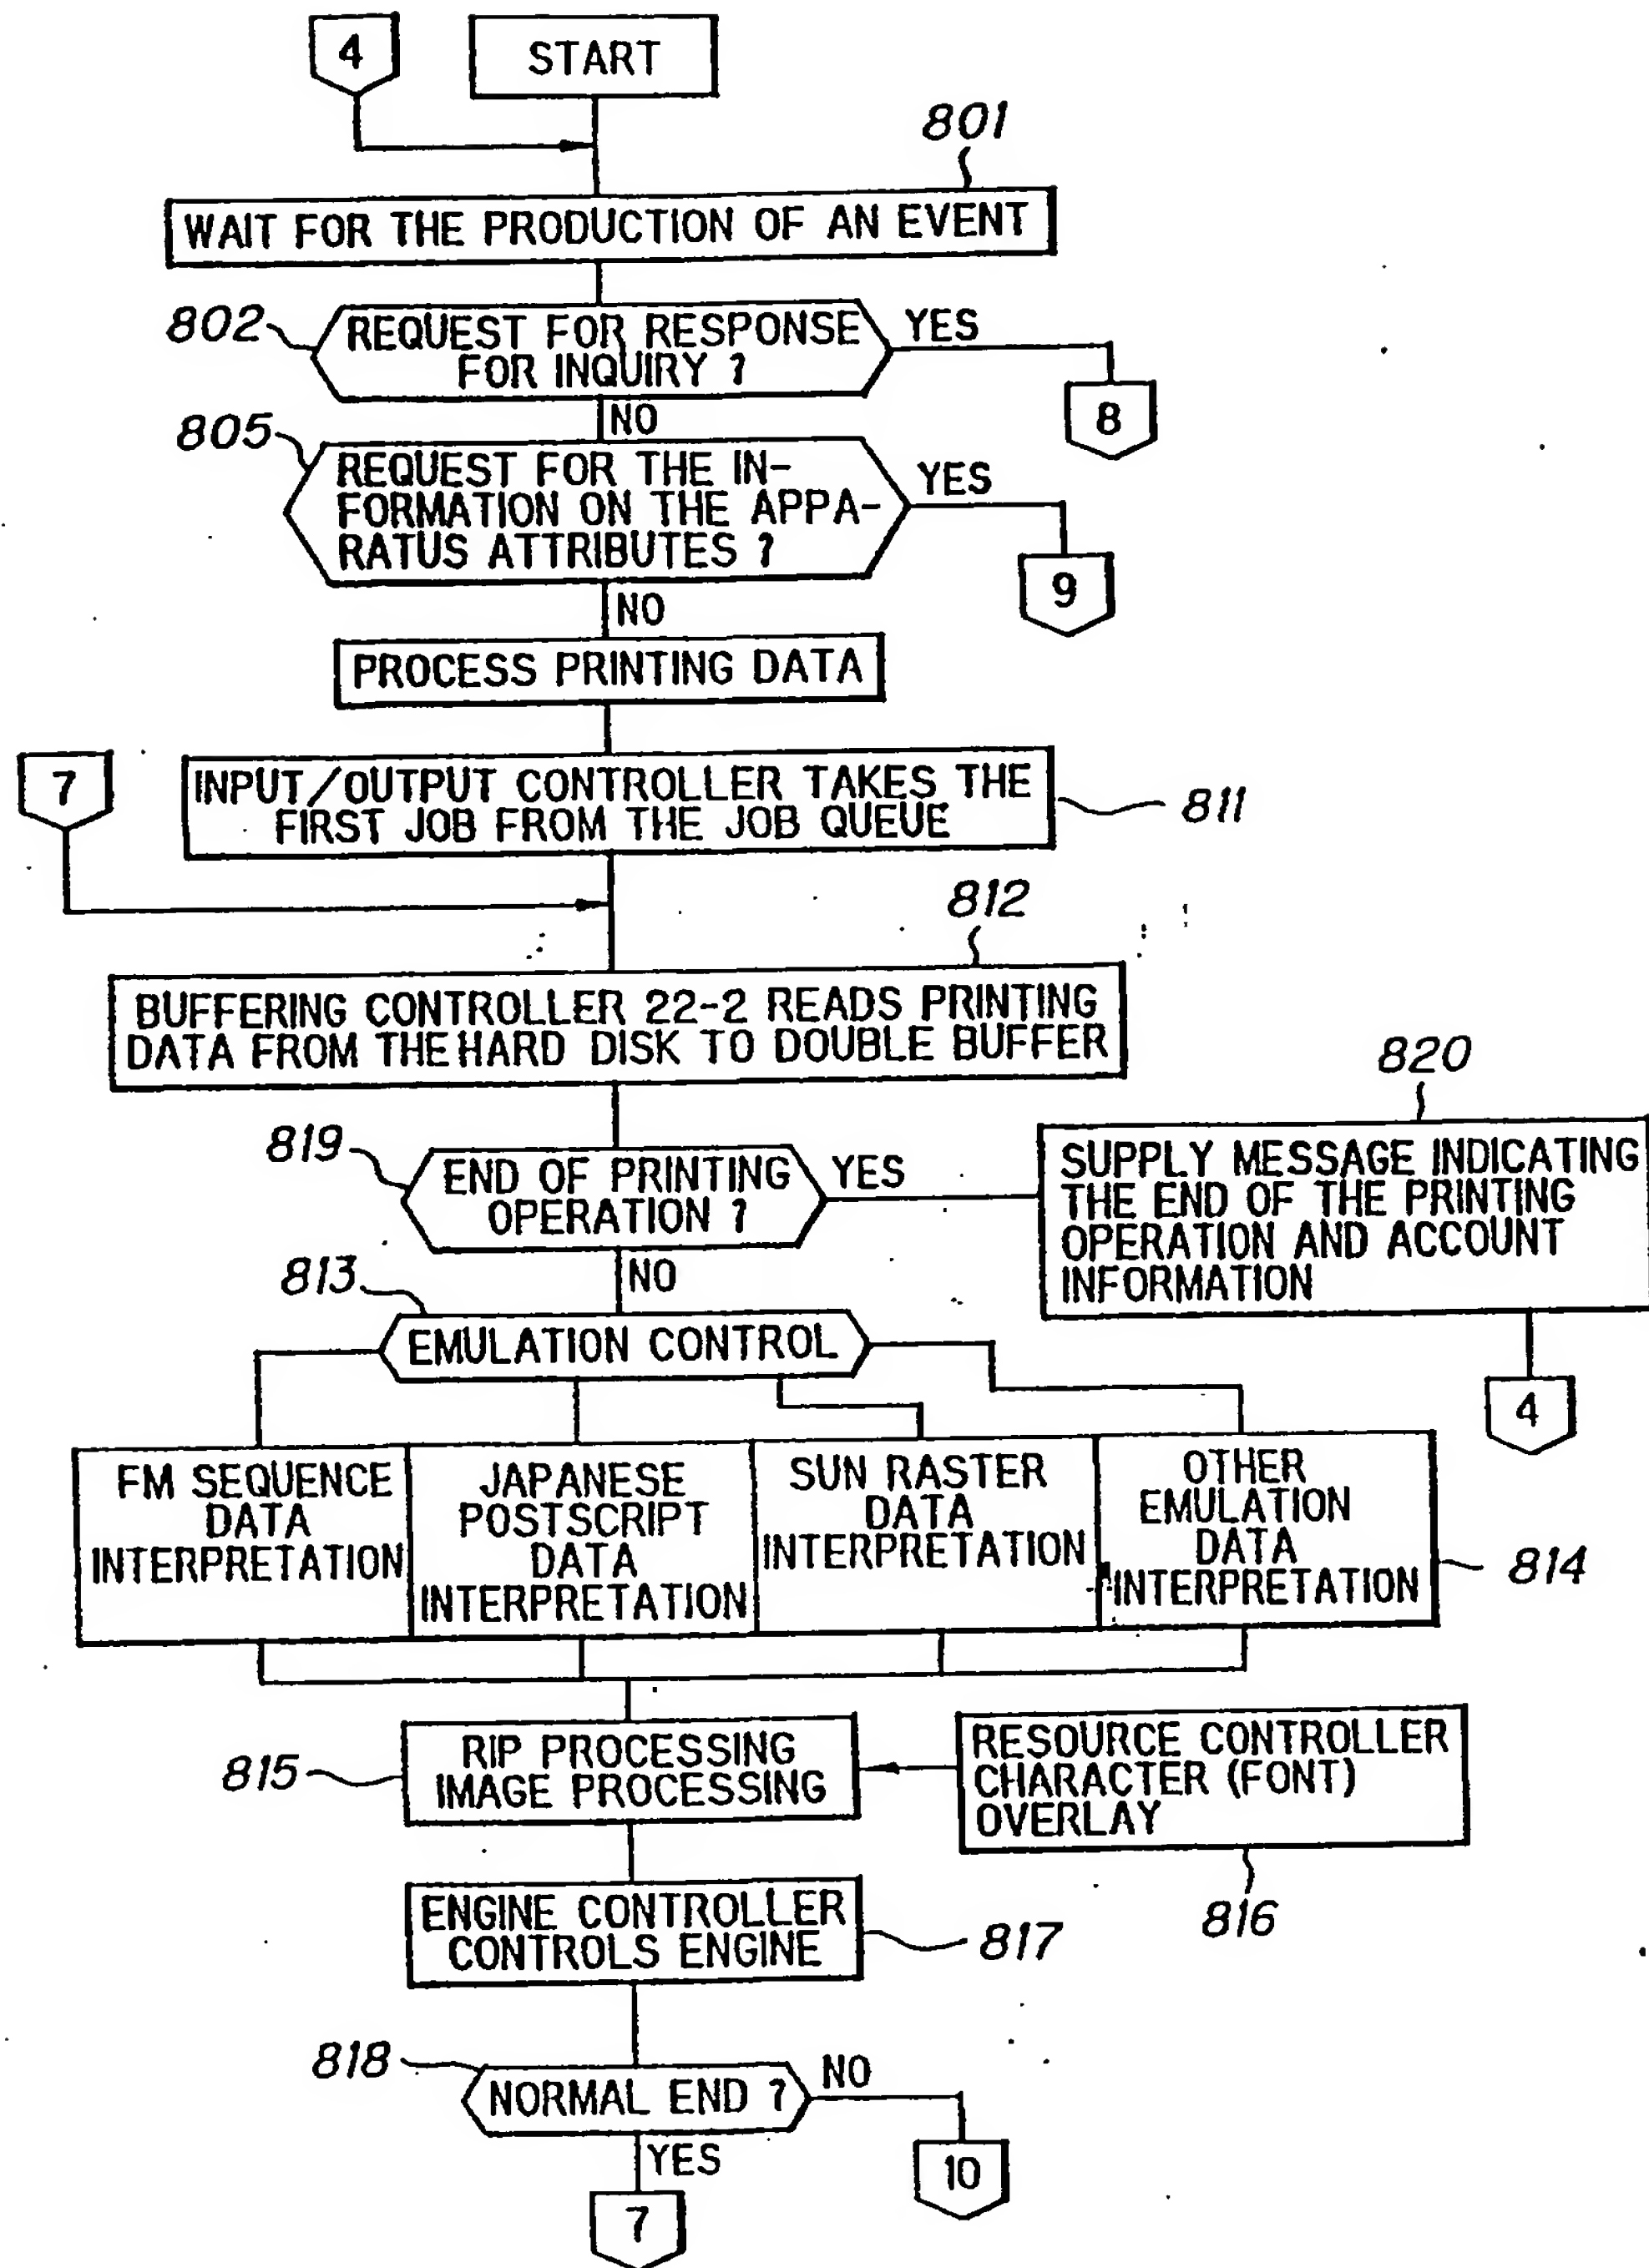 4
START
801
WAIT FOR THE PRODUCTION OF AN EVENT
802
REQUEST FOR RESPONSE
FOR INQUIRY ?
YES
8
NO
805
REQUEST FOR THE IN-
FORMATION ON THE APPA-
RATUS ATTRIBUTES ?
YES
9
NO
PROCESS PRINTING DATA
7
INPUT/OUTPUT CONTROLLER TAKES THE
FIRST JOB FROM THE JOB QUEUE
811
812
BUFFERING CONTROLLER 22-2 READS PRINTING
DATA FROM THE HARD DISK TO DOUBLE BUFFER
819
END OF PRINTING
OPERATION ?
YES
820
SUPPLY MESSAGE INDICATING
THE END OF THE PRINTING
OPERATION AND ACCOUNT
INFORMATION
4
NO
813
EMULATION CONTROL
FM SEQUENCE
DATA
INTERPRETATION
JAPANESE
POSTSCRIPT
DATA
INTERPRETATION
SUN RASTER
DATA
INTERPRETATION
OTHER
EMULATION
DATA
INTERPRETATION
814
815
RIP PROCESSING
IMAGE PROCESSING
RESOURCE CONTROLLER
CHARACTER (FONT)
OVERLAY
816
ENGINE CONTROLLER
CONTROLS ENGINE
817
818
NORMAL END ?
NO
10
YES
7